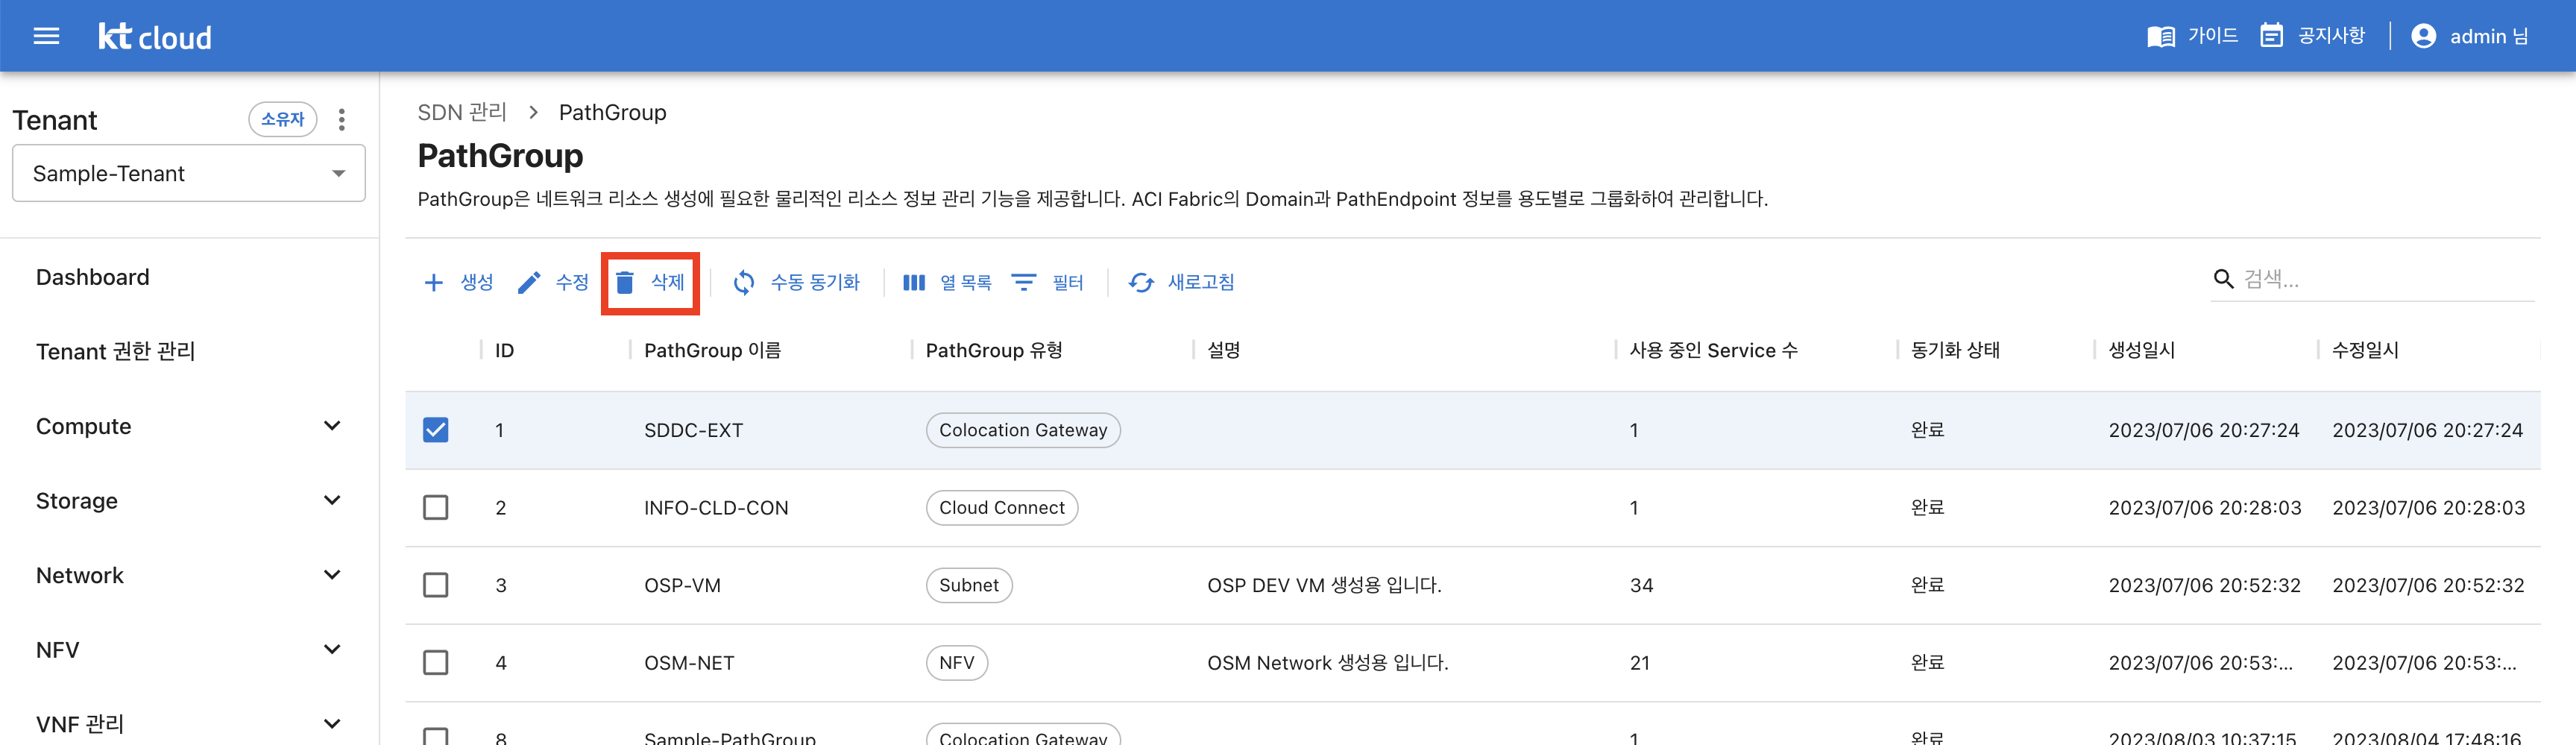 kt cloud
가이드 공지사항 admin 님
Tenant 소유자
Sample-Tenant
Dashboard
Tenant 권한 관리
Compute
Storage
Network
NFV
VNF 관리
SDN 관리 > PathGroup
PathGroup
PathGroup은 네트워크 리소스 생성에 필요한 물리적인 리소스 정보 관리 기능을 제공합니다. ACI Fabric의 Domain과 PathEndpoint 정보를 용도별로 그룹화하여 관리합니다.
생성 수정 삭제 수동 동기화 열 목록 필터 새로고침 검색...
ID PathGroup 이름 PathGroup 유형 설명 사용 중인 Service 수 동기화 상태 생성일시 수정일시
1 SDDC-EXT Colocation Gateway 1 완료 2023/07/06 20:27:24 2023/07/06 20:27:24
2 INFO-CLD-CON Cloud Connect 1 완료 2023/07/06 20:28:03 2023/07/06 20:28:03
3 OSP-VM Subnet OSP DEV VM 생성용 입니다. 34 완료 2023/07/06 20:52:32 2023/07/06 20:52:32
4 OSM-NET NFV OSM Network 생성용 입니다. 21 완료 2023/07/06 20:53:... 2023/07/06 20:53:...
8 Sample-PathGroup Colocation Gateway 1 완료 2023/08/03 10:37:15 2023/08/04 17:48:16